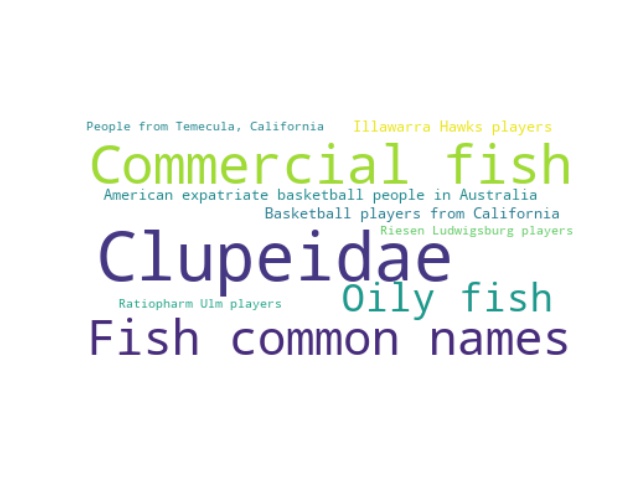 People from Temecula, California
Illawarra Hawks players
Commercial fish
American expatriate basketball people in Australia
Basketball players from California
Riesen Ludwigsburg players
Clupeidae
Oily fish
Ratiopharm Ulm players
Fish common names